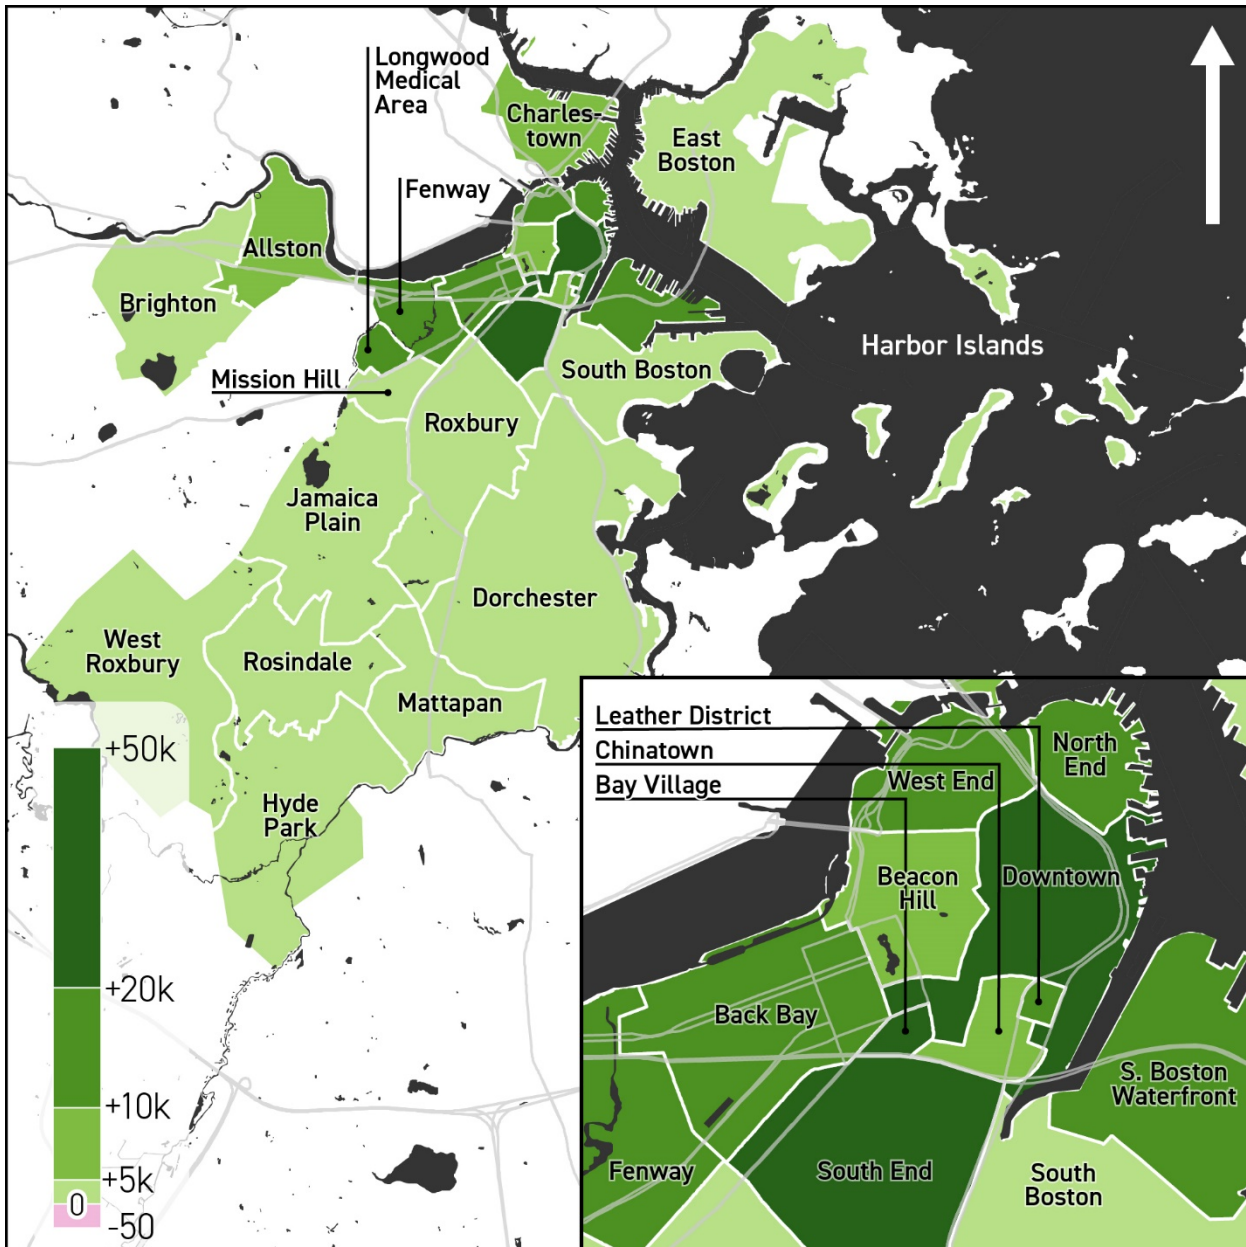 Longwood
Medical
Area
Charles-
town
East
Boston
Fenway
Allston
Brighton
Harbor Islands
South Boston
Mission Hill
Roxbury
Jamaica
Plain
Dorchester
West
Roxbury
Rosindale
Mattapan
Hyde
Park
+50k
+20k
+10k
+5k
0
-50
Leather District
Chinatown
Bay Village
North
End
West End
Beacon
Hill
Downtown
Back Bay
S. Boston
Waterfront
Fenway
South End
South
Boston